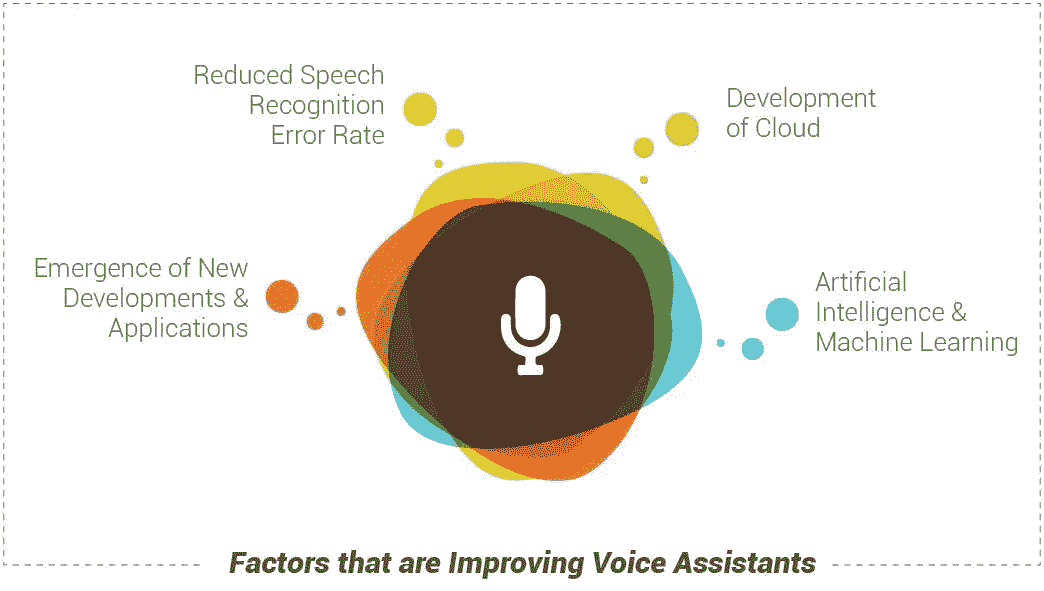 Reduced Speech
Recognition
Error Rate
Development
of Cloud
Emergence of New
Developments &
Applications
Artificial
Intelligence &
Machine Learning
Factors that are Improving Voice Assistants